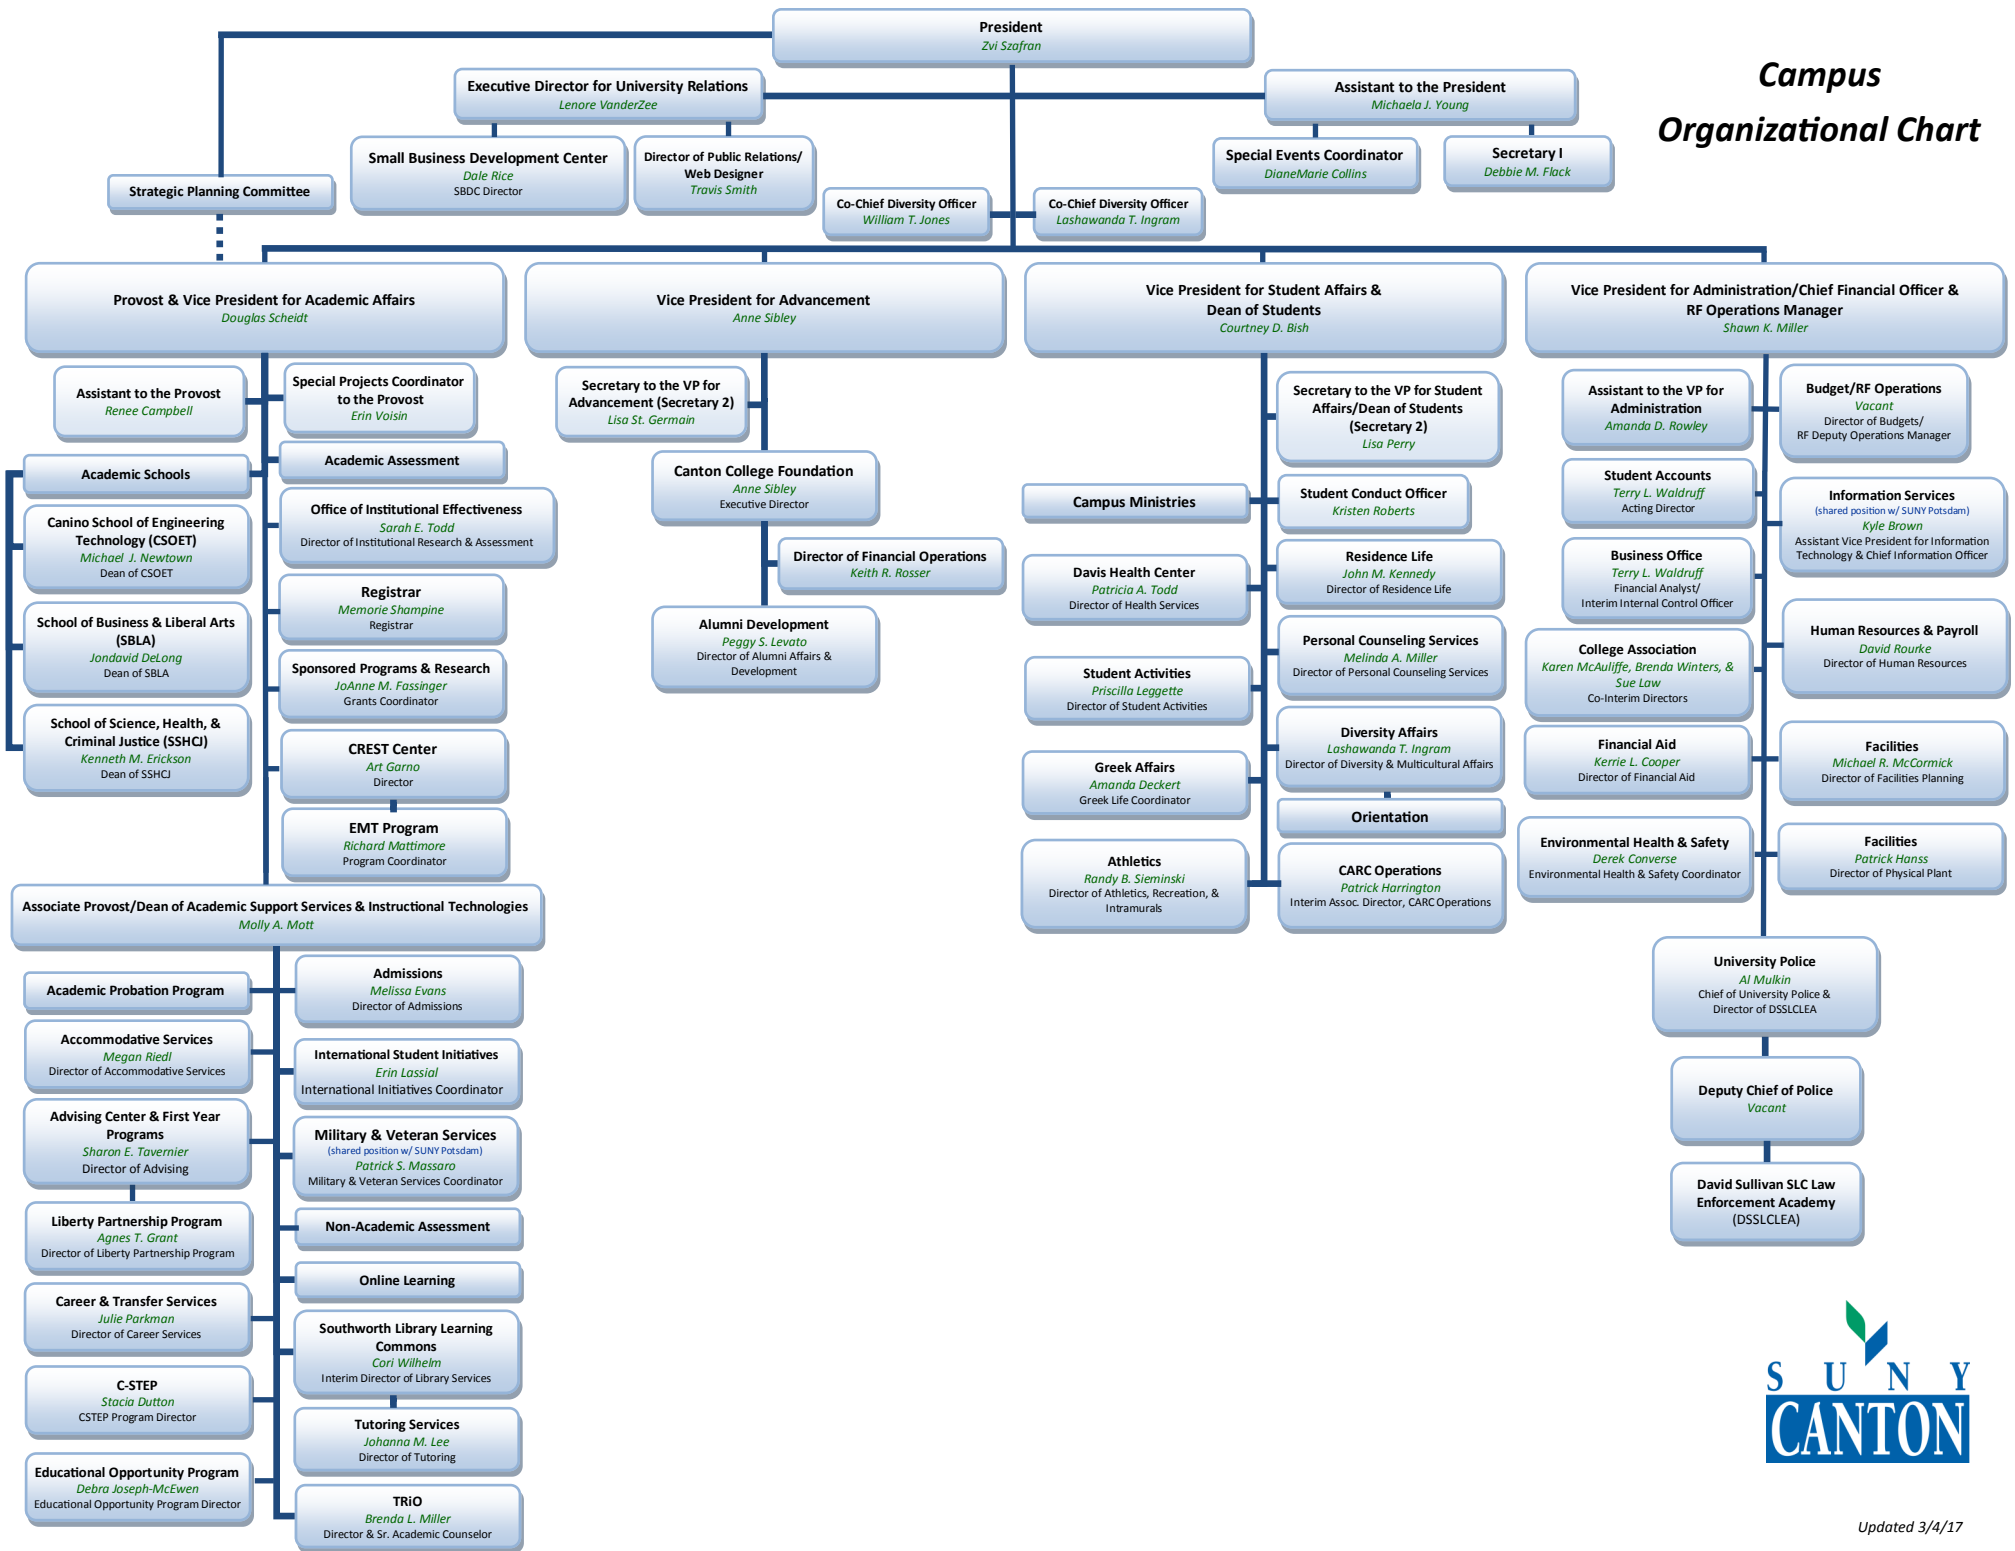 President
Zvi Szafran
Campus
Organizational Chart
Executive Director for University Relations
Lenore VanderZee
Assistant to the President
Michaela J. Young
Small Business Development Center
Dale Rice
SBDC Director
Director of Public Relations/
Web Designer
Travis Smith
Special Events Coordinator
DianeMarie Collins
Secretary I
Debbie M. Flack
Strategic Planning Committee
Co-Chief Diversity Officer
William T. Jones
Co-Chief Diversity Officer
Lashawanda T. Ingram
Provost & Vice President for Academic Affairs
Douglas Scheidt
Vice President for Advancement
Anne Sibley
Vice President for Student Affairs &
Dean of Students
Courtney D. Bish
Vice President for Administration/Chief Financial Officer &
RF Operations Manager
Shawn K. Miller
Assistant to the Provost
Renee Campbell
Special Projects Coordinator
to the Provost
Erin Voisin
Academic Schools
Academic Assessment
Canino School of Engineering
Technology (CSOET)
Michael J. Newtown
Dean of CSOET
Office of Institutional Effectiveness
Sarah E. Todd
Director of Institutional Research & Assessment
School of Business & Liberal Arts
(SBLA)
Jondavid DeLong
Dean of SBLA
Registrar
Memorie Shampine
Registrar
Sponsored Programs & Research
JoAnne M. Fassinger
Grants Coordinator
School of Science, Health, &
Criminal Justice (SSHCJ)
Kenneth M. Erickson
Dean of SSHCJ
CREST Center
Art Garno
Director
EMT Program
Richard Mattimore
Program Coordinator
Associate Provost/Dean of Academic Support Services & Instructional Technologies
Molly A. Mott
Academic Probation Program
Admissions
Melissa Evans
Director of Admissions
Accommodative Services
Megan Riedl
Director of Accommodative Services
International Student Initiatives
Erin Lassial
International Initiatives Coordinator
Advising Center & First Year
Programs
Sharon E. Tavernier
Director of Advising
Military & Veteran Services
(shared position w/ SUNY Potsdam)
Patrick S. Massaro
Military & Veteran Services Coordinator
Liberty Partnership Program
Agnes T. Grant
Director of Liberty Partnership Program
Non-Academic Assessment
Online Learning
Career & Transfer Services
Julie Parkman
Director of Career Services
Southworth Library Learning
Commons
Cori Wilhelm
Interim Director of Library Services
C-STEP
Stacia Dutton
CSTEP Program Director
Tutoring Services
Johanna M. Lee
Director of Tutoring
Educational Opportunity Program
Debra Joseph-McEwen
Educational Opportunity Program Director
TRiO
Brenda L. Miller
Director & Sr. Academic Counselor
Secretary to the VP for
Advancement (Secretary 2)
Lisa St. Germain
Canton College Foundation
Anne Sibley
Executive Director
Director of Financial Operations
Keith R. Rosser
Alumni Development
Peggy S. Levato
Director of Alumni Affairs &
Development
Secretary to the VP for Student
Affairs/Dean of Students
(Secretary 2)
Lisa Perry
Campus Ministries
Student Conduct Officer
Kristen Roberts
Davis Health Center
Patricia A. Todd
Director of Health Services
Residence Life
John M. Kennedy
Director of Residence Life
Student Activities
Priscilla Leggette
Director of Student Activities
Personal Counseling Services
Melinda A. Miller
Director of Personal Counseling Services
Diversity Affairs
Lashawanda T. Ingram
Director of Diversity & Multicultural Affairs
Greek Affairs
Amanda Deckert
Greek Life Coordinator
Orientation
Athletics
Randy B. Sieminski
Director of Athletics, Recreation, &
Intramurals
CARC Operations
Patrick Harrington
Interim Assoc. Director, CARC Operations
Assistant to the VP for
Administration
Amanda D. Rowley
Budget/RF Operations
Vacant
Director of Budgets/
RF Deputy Operations Manager
Student Accounts
Terry L. Waldruff
Acting Director
Information Services
(shared position w/ SUNY Potsdam)
Kyle Brown
Assistant Vice President for Information
Technology & Chief Information Officer
Business Office
Terry L. Waldruff
Financial Analyst/
Interim Internal Control Officer
Human Resources & Payroll
David Rourke
Director of Human Resources
College Association
Karen McAuliffe, Brenda Winters, &
Sue Law
Co-Interim Directors
Financial Aid
Kerrie L. Cooper
Director of Financial Aid
Facilities
Michael R. McCormick
Director of Facilities Planning
Environmental Health & Safety
Derek Converse
Environmental Health & Safety Coordinator
Facilities
Patrick Hanss
Director of Physical Plant
University Police
Al Mulkin
Chief of University Police &
Director of DSSLCLEA
Deputy Chief of Police
Vacant
David Sullivan SLC Law
Enforcement Academy
(DSSLCLEA)
SUNY
CANTON
Updated 3/4/17